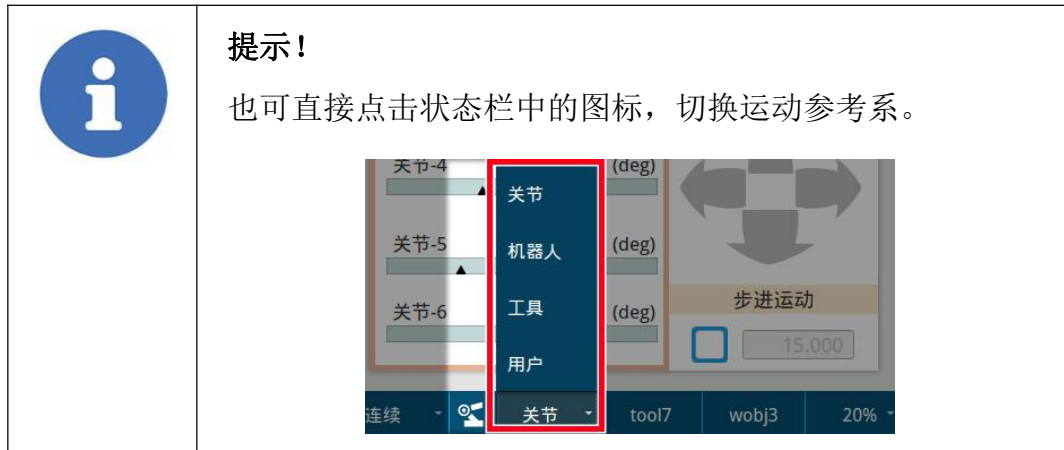 提示！
也可直接点击状态栏中的图标，切换运动参考系。
关节-4 (deg)
关节
关节-5 (deg)
机器人
步进运动
工具
关节-6 (deg)
15.000
用户
连续 关节 tool7 wobj3 20%